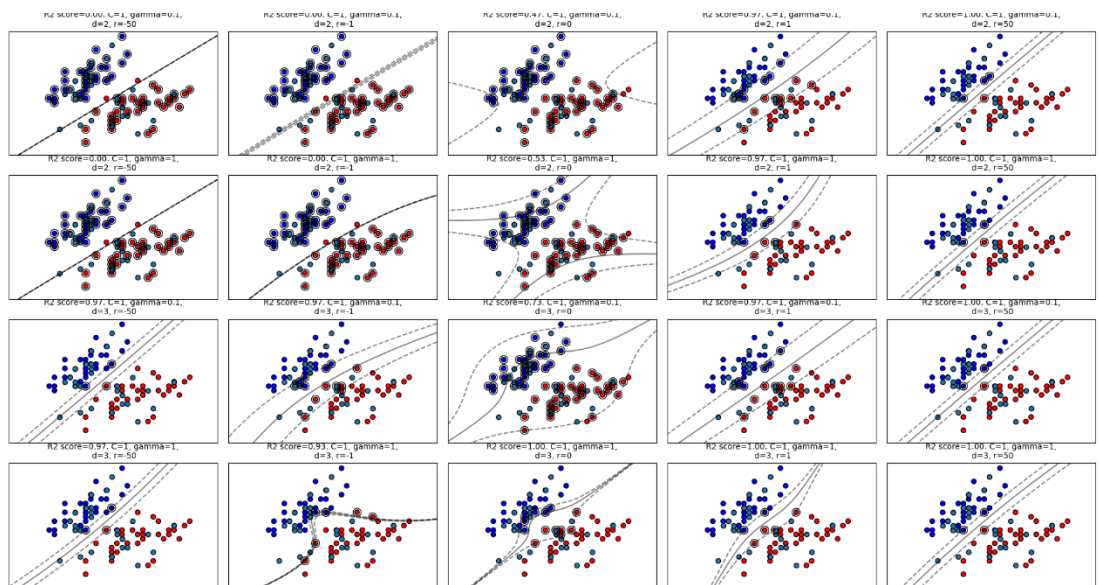 R2 score=0.00. C=1, gamma=0.1,
d=2, r=-50
R2 score=0.00. C=1, gamma=0.1,
d=2, r=-1
R2 score=0.47. C=1, gamma=0.1,
d=2, r=0
R2 score=0.97. C=1, gamma=0.1,
d=2, r=1
R2 score=1.00. C=1, gamma=0.1,
d=2, r=50
R2 score=0.00. C=1, gamma=1,
d=2, r=-50
R2 score=0.00. C=1, gamma=1,
d=2, r=-1
R2 score=0.53. C=1, gamma=1,
d=2, r=0
R2 score=0.97. C=1, gamma=1,
d=2, r=1
R2 score=1.00. C=1, gamma=1,
d=2, r=50
R2 score=0.97. C=1, gamma=0.1,
d=3, r=-50
R2 score=0.97. C=1, gamma=0.1,
d=3, r=-1
R2 score=0.73. C=1, gamma=0.1,
d=3, r=0
R2 score=0.97. C=1, gamma=0.1,
d=3, r=1
R2 score=1.00. C=1, gamma=0.1,
d=3, r=50
R2 score=0.97. C=1, gamma=1,
d=3, r=-50
R2 score=0.93. C=1, gamma=1,
d=3, r=-1
R2 score=1.00. C=1, gamma=1,
d=3, r=0
R2 score=1.00. C=1, gamma=1,
d=3, r=1
R2 score=1.00. C=1, gamma=1,
d=3, r=50